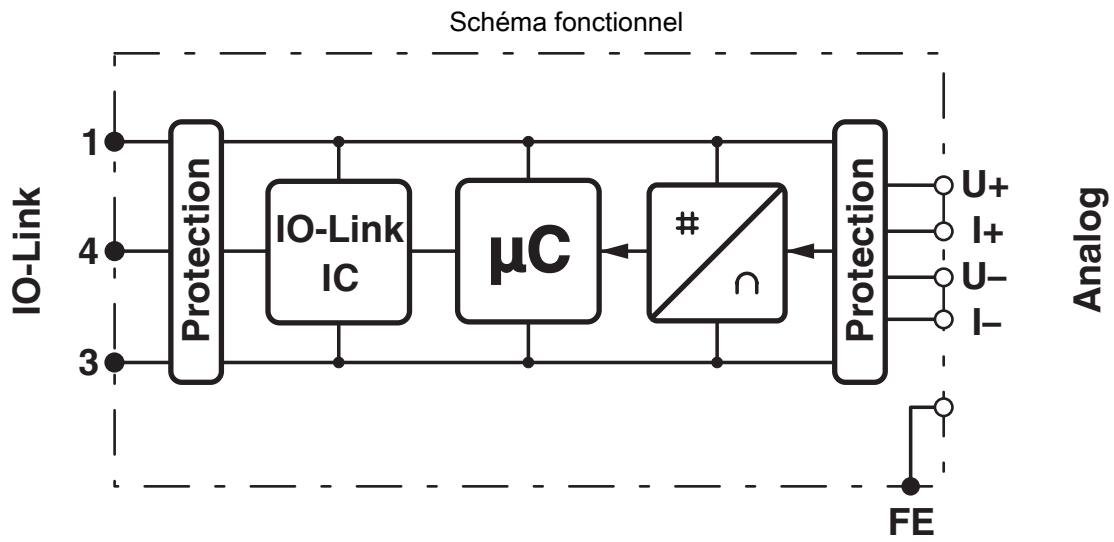 Schéma fonctionnel
IO-Link
1
4
3
Protection
IO-Link
IC
µC
#
∩
Protection
U+
I+
U–
I–
Analog
FE